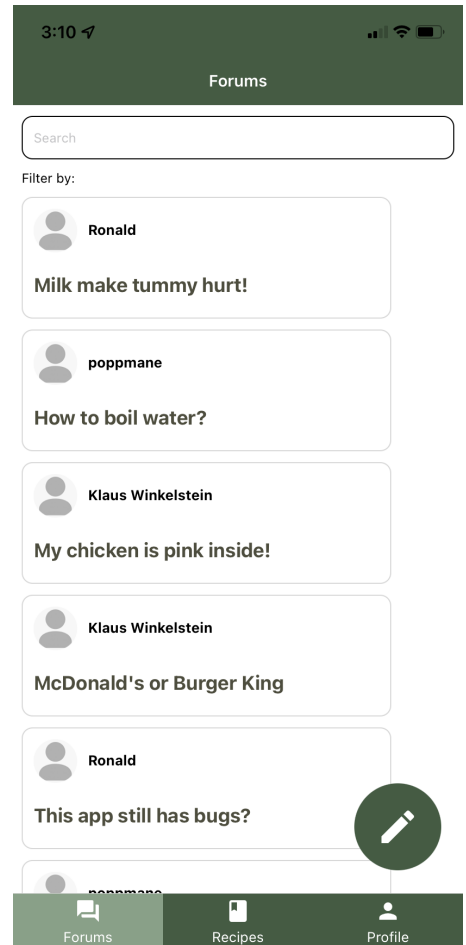 3:10
Forums
Search
Filter by:
Ronald
Milk make tummy hurt!
poppmane
How to boil water?
Klaus Winkelstein
My chicken is pink inside!
Klaus Winkelstein
McDonald's or Burger King
Ronald
This app still has bugs?
poppmane
Forums Recipes Profile